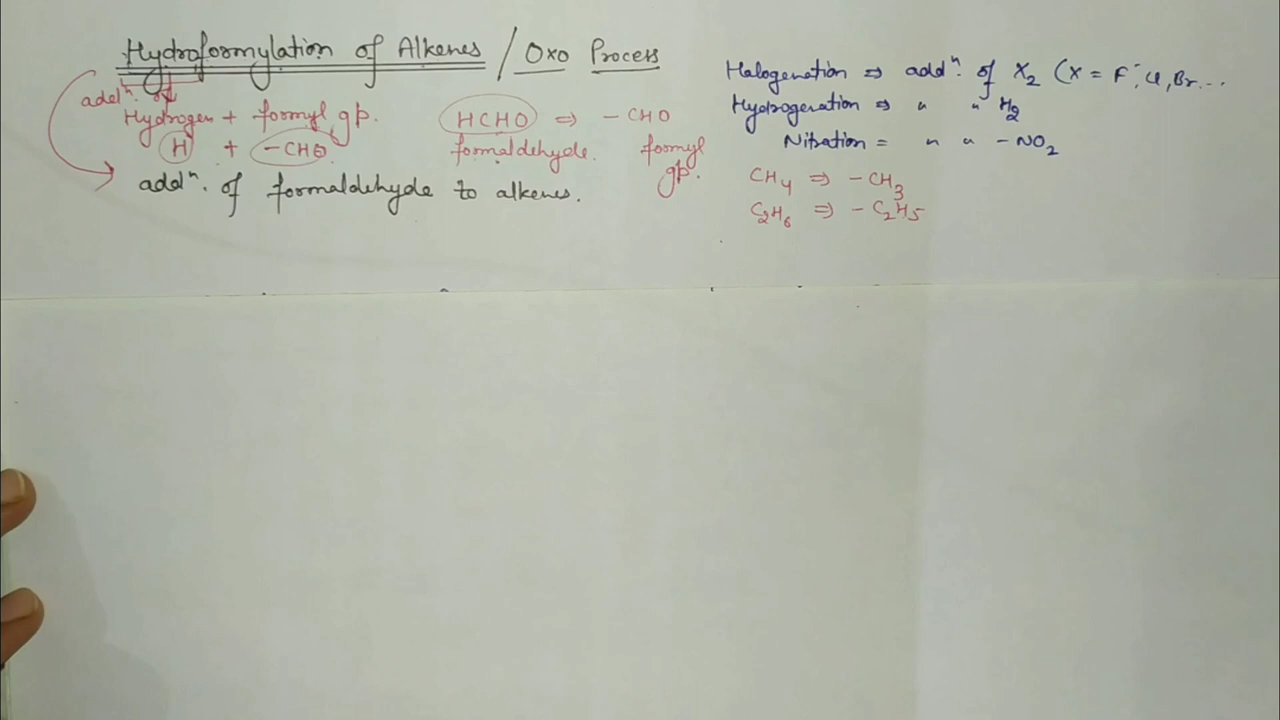 Hydroformylation of Alkenes / Oxo Process
addn. of
Hydrogen + formyl gp.
H + -CHO
HCHO ⇒ -CHO
formaldehyde. formyl gp.
addn. of formaldehyde to alkenes.
Halogenation ⇒ addn. of X2 (X = F, Cl, Br...
Hydrogenation ⇒ " " H2
Nitration = " " -NO2
CH4 ⇒ -CH3
C2H6 ⇒ -C2H5